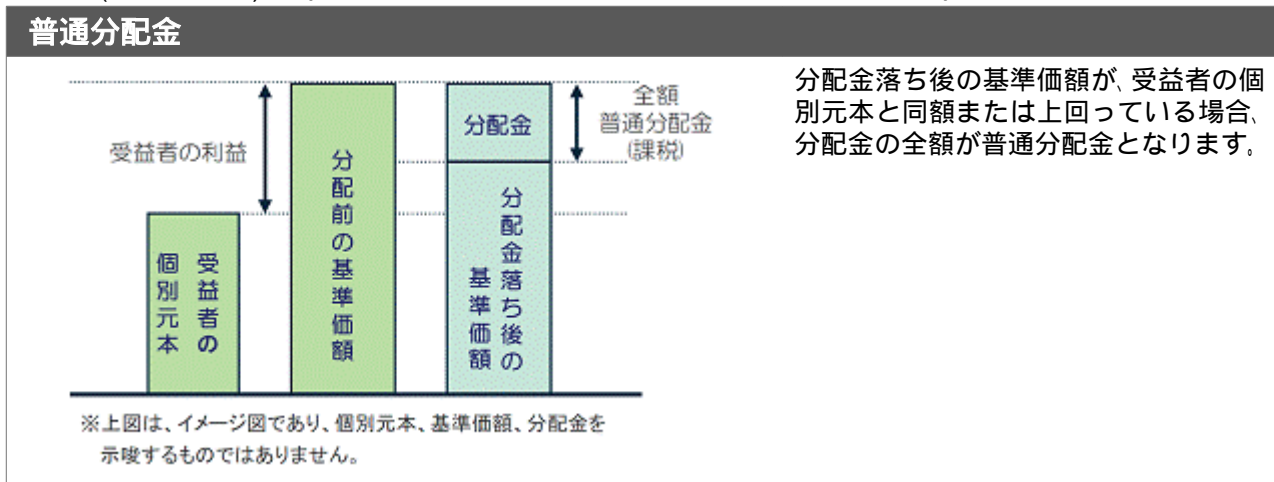 普通分配金
分配金落ち後の基準価額が、受益者の個
別元本と同額または上回っている場合、
分配金の全額が普通分配金となります。
全額
普通分配金
(課税)
分配金
受益者の利益
受益者の
個別元本
分配前の基準価額
分配金落ち後の
基準価額
※上図は、イメージ図であり、個別元本、基準価額、分配金を
示唆するものではありません。